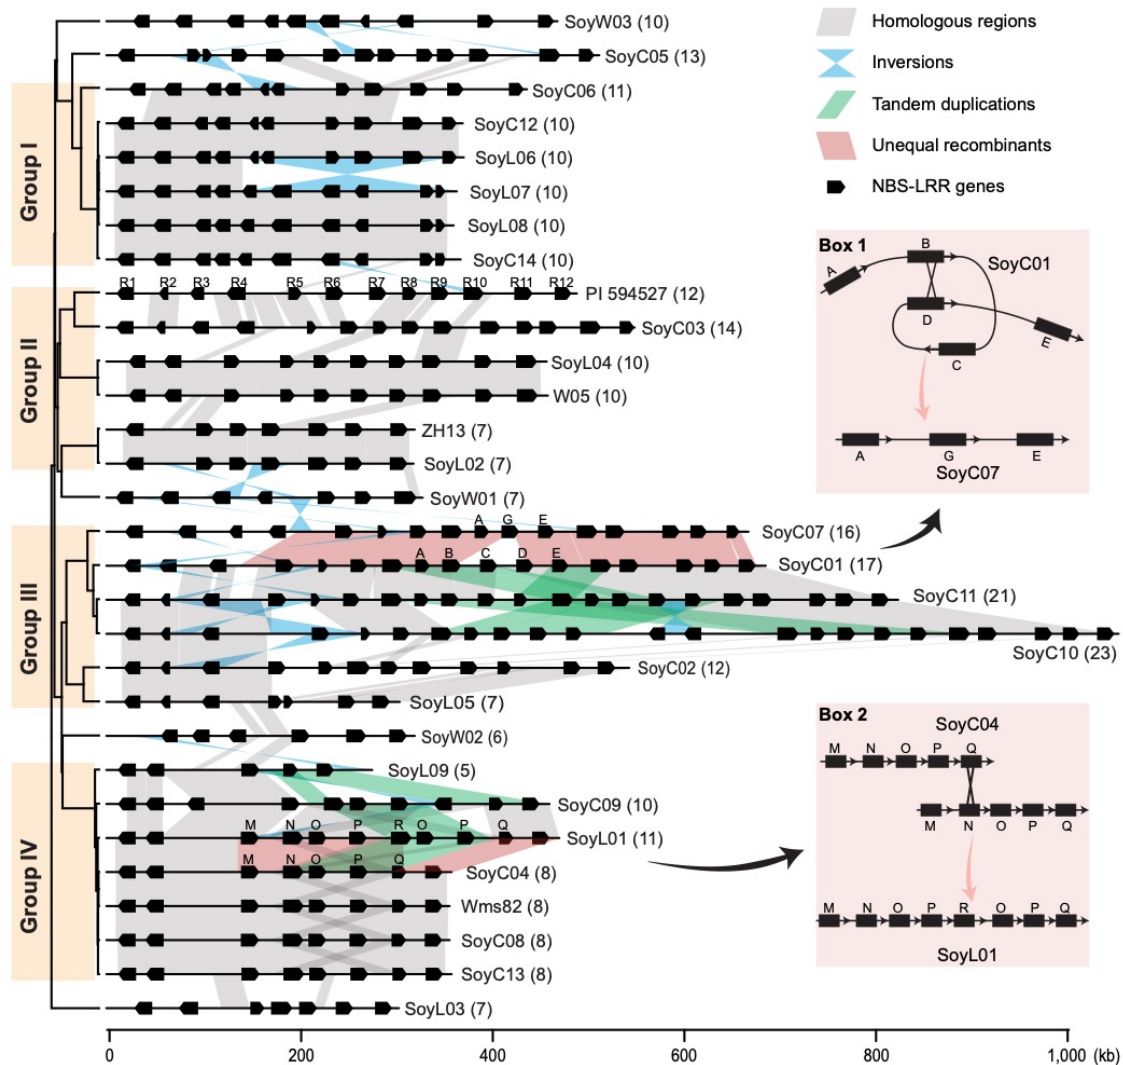 SoyW03 (10)
SoyC05 (13)
SoyC06 (11)
SoyC12 (10)
SoyL06 (10)
SoyL07 (10)
SoyL08 (10)
SoyC14 (10)
R1 R2 R3 R4 R5 R6 R7 R8 R9 R10 R11 R12
PI 594527 (12)
SoyC03 (14)
SoyL04 (10)
W05 (10)
ZH13 (7)
SoyL02 (7)
SoyW01 (7)
A G E
SoyC07 (16)
A B C D E
SoyC01 (17)
SoyC11 (21)
SoyC10 (23)
SoyC02 (12)
SoyL05 (7)
SoyW02 (6)
SoyL09 (5)
SoyC09 (10)
M N O P R O P Q
SoyL01 (11)
M N O P Q
SoyC04 (8)
Wms82 (8)
SoyC08 (8)
SoyC13 (8)
SoyL03 (7)
Group I
Group II
Group III
Group IV
0 200 400 600 800 1,000 (kb)
Homologous regions
Inversions
Tandem duplications
Unequal recombinants
NBS-LRR genes
Box 1
A B SoyC01
D
E
C
A G E
SoyC07
Box 2
SoyC04
M N O P Q
M N O P Q
M N O P R O P Q
SoyL01